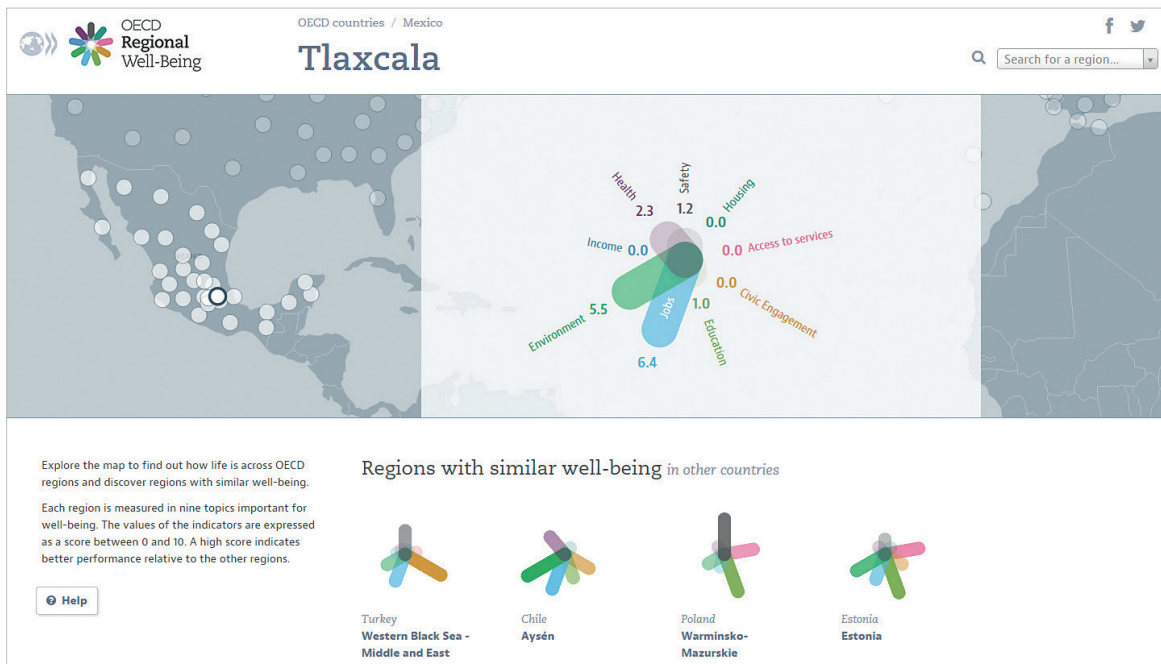 OECD
Regional
Well-Being
OECD countries / Mexico
Tlaxcala
Search for a region...
Health
2.3
Safety
1.2
Housing
0.0
Income 0.0
0.0 Access to services
0.0
Civic Engagement
Environment
5.5
Jobs
6.4
1.0
Education
Explore the map to find out how life is across OECD
regions and discover regions with similar well-being.
Each region is measured in nine topics important for
well-being. The values of the indicators are expressed
as a score between 0 and 10. A high score indicates
better performance relative to the other regions.
Help
Regions with similar well-being in other countries
Turkey
Western Black Sea -
Middle and East
Chile
Aysén
Poland
Warminsko-
Mazurskie
Estonia
Estonia